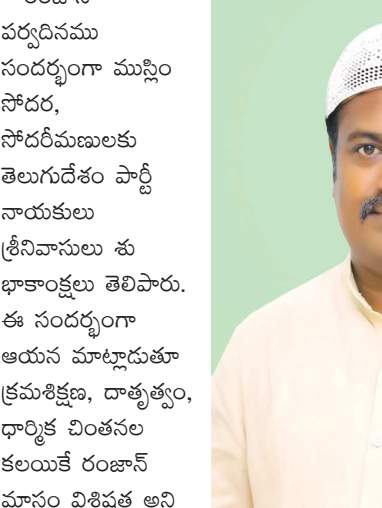 పర్వదినము
సందర్భంగా ముస్లిం
సోదర,
సోదరీమణులకు
తెలుగుదేశం పార్టీ
నాయకులు
శ్రీనివాసులు శు
భాకాంక్షలు తెలిపారు.
ఈ సందర్భంగా
ఆయన మాట్లాడుతూ
క్రమశిక్షణ, దాతృత్వం,
ధార్మిక చింతనల
కలయికే రంజాన్
మాసం విశిష్టత అని